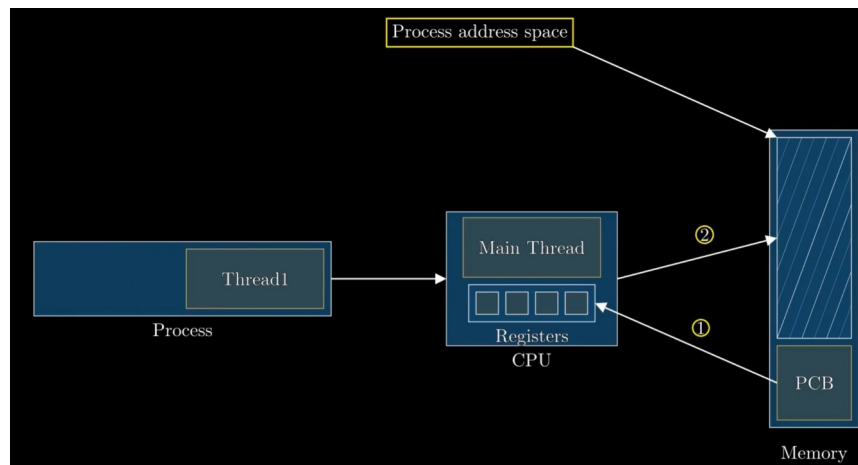 Process address space
②
Main Thread
Thread1
①
Process
Registers
CPU
PCB
Memory